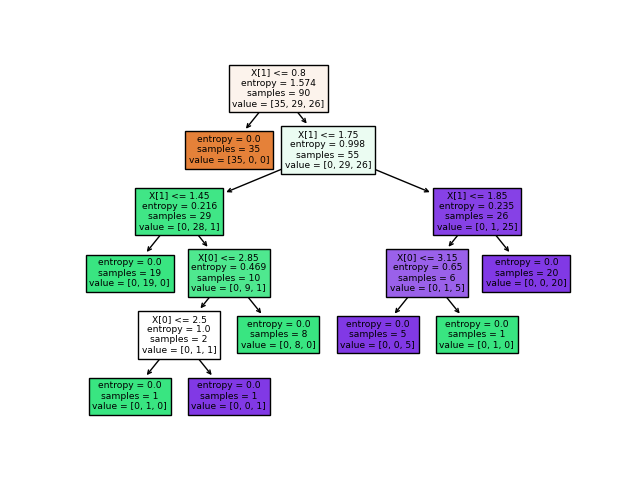 X[1] <= 0.8
entropy = 1.574
samples = 90
value = [35, 29, 26]
entropy = 0.0
samples = 35
value = [35, 0, 0]
X[1] <= 1.75
entropy = 0.998
samples = 55
value = [0, 29, 26]
X[1] <= 1.45
entropy = 0.216
samples = 29
value = [0, 28, 1]
X[1] <= 1.85
entropy = 0.235
samples = 26
value = [0, 1, 25]
entropy = 0.0
samples = 19
value = [0, 19, 0]
X[0] <= 2.85
entropy = 0.469
samples = 10
value = [0, 9, 1]
X[0] <= 3.15
entropy = 0.65
samples = 6
value = [0, 1, 5]
entropy = 0.0
samples = 20
value = [0, 0, 20]
X[0] <= 2.5
entropy = 1.0
samples = 2
value = [0, 1, 1]
entropy = 0.0
samples = 8
value = [0, 8, 0]
entropy = 0.0
samples = 5
value = [0, 0, 5]
entropy = 0.0
samples = 1
value = [0, 1, 0]
entropy = 0.0
samples = 1
value = [0, 1, 0]
entropy = 0.0
samples = 1
value = [0, 0, 1]